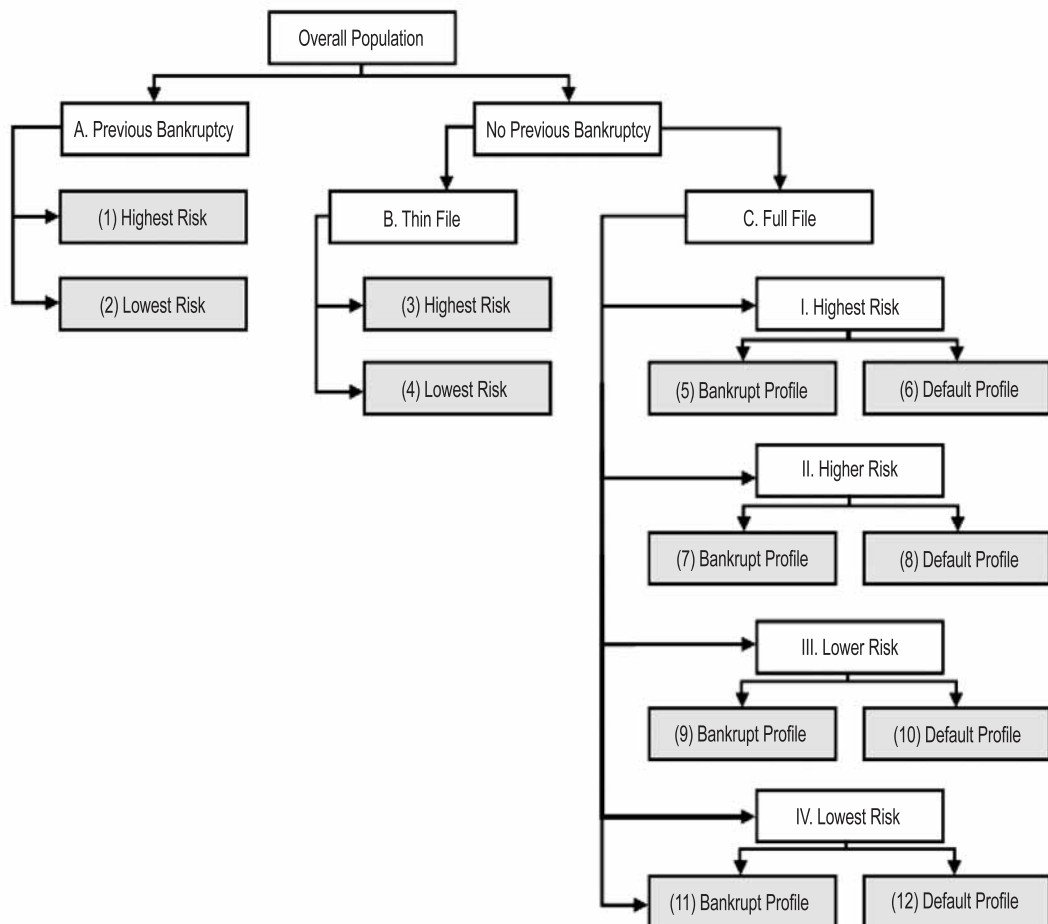 Overall Population
A. Previous Bankruptcy
No Previous Bankruptcy
(1) Highest Risk
(2) Lowest Risk
B. Thin File
C. Full File
(3) Highest Risk
(4) Lowest Risk
I. Highest Risk
(5) Bankrupt Profile
(6) Default Profile
II. Higher Risk
(7) Bankrupt Profile
(8) Default Profile
III. Lower Risk
(9) Bankrupt Profile
(10) Default Profile
IV. Lowest Risk
(11) Bankrupt Profile
(12) Default Profile